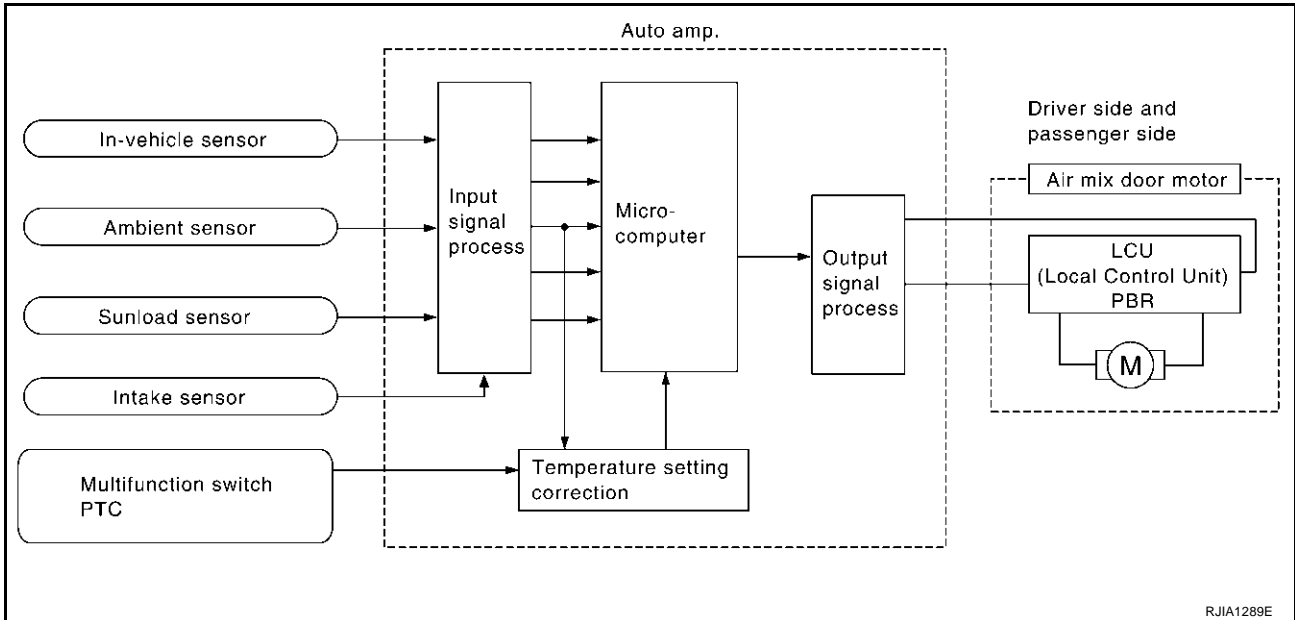 Auto amp.
In-vehicle sensor
Ambient sensor
Sunload sensor
Intake sensor
Multifunction switch
PTC
Input
signal
process
Micro-
computer
Temperature setting
correction
Output
signal
process
Driver side and
passenger side
Air mix door motor
LCU
(Local Control Unit)
PBR
M
RJIA1289E